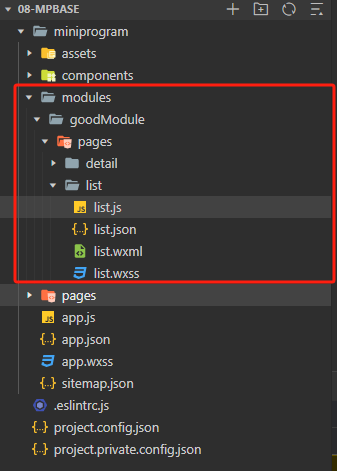 08-MPBASE
miniprogram
assets
components
modules
goodModule
pages
detail
list
JS list.js
{..} list.json
list.wxml
list.wxss
pages
JS app.js
{..} app.json
app.wxss
{..} sitemap.json
.eslintrc.js
{..} project.config.json
{..} project.private.config.json